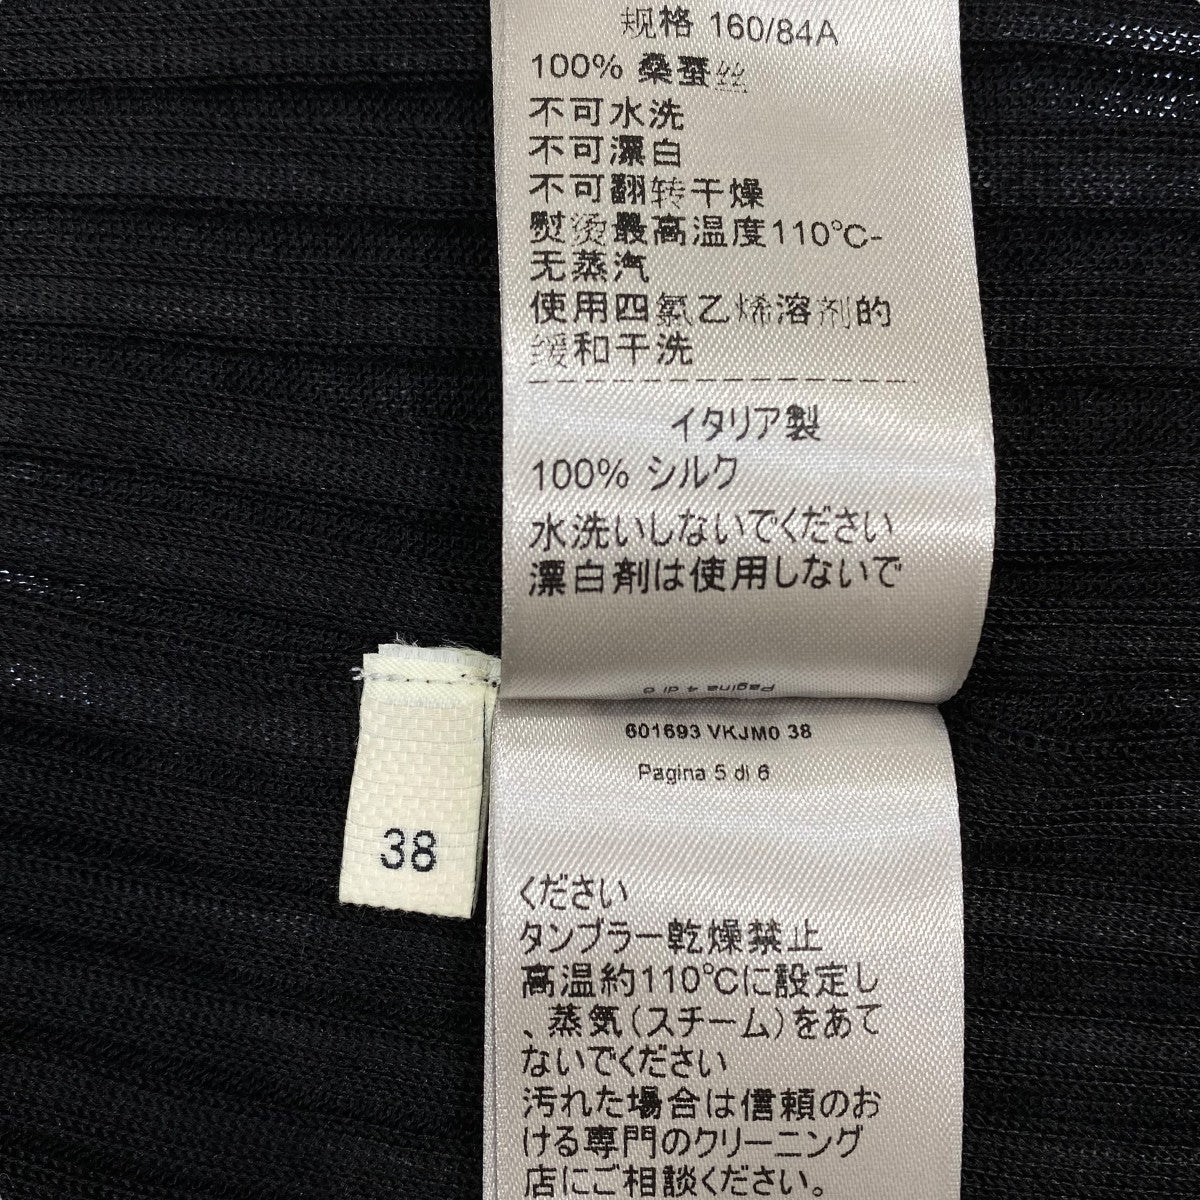 规格 160/84A
100% 桑蚕丝
不可水洗
不可漂白
不可翻转干燥
熨烫最高温度110℃-
无蒸汽
使用四氯乙烯溶剂的
缓和干洗
イタリア製
100% シルク
水洗いしないでください
漂白剤は使用しないで
Pagina 4 di 6
601693 VKJM0 38
Pagina 5 di 6
38
ください
タンブラー乾燥禁止
高温約110℃に設定し
、蒸気(スチーム)をあて
ないでください
汚れた場合は信頼のお
ける専門のクリーニング
店にご相談ください。